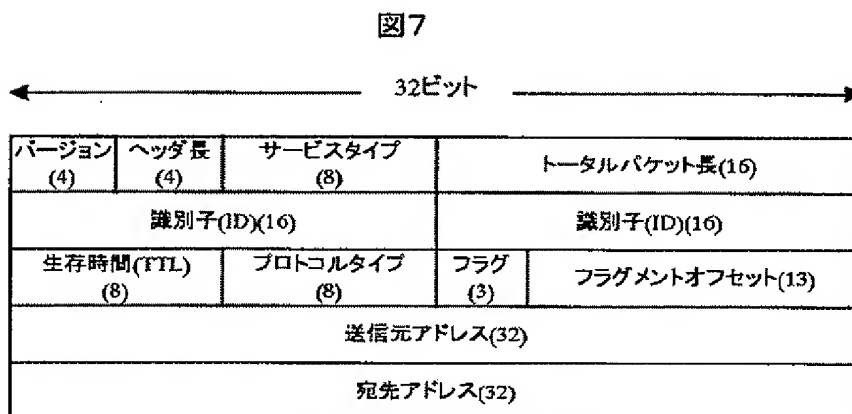 図7
32ビット
バージョン ヘッダ長 サービスタイプ トータルパケット長(16)
(4) (4) (8)
識別子(ID)(16) 識別子(ID)(16)
生存時間(TTL) プロトコルタイプ フラグ フラグメントオフセット(13)
(8) (8) (3)
送信元アドレス(32)
宛先アドレス(32)